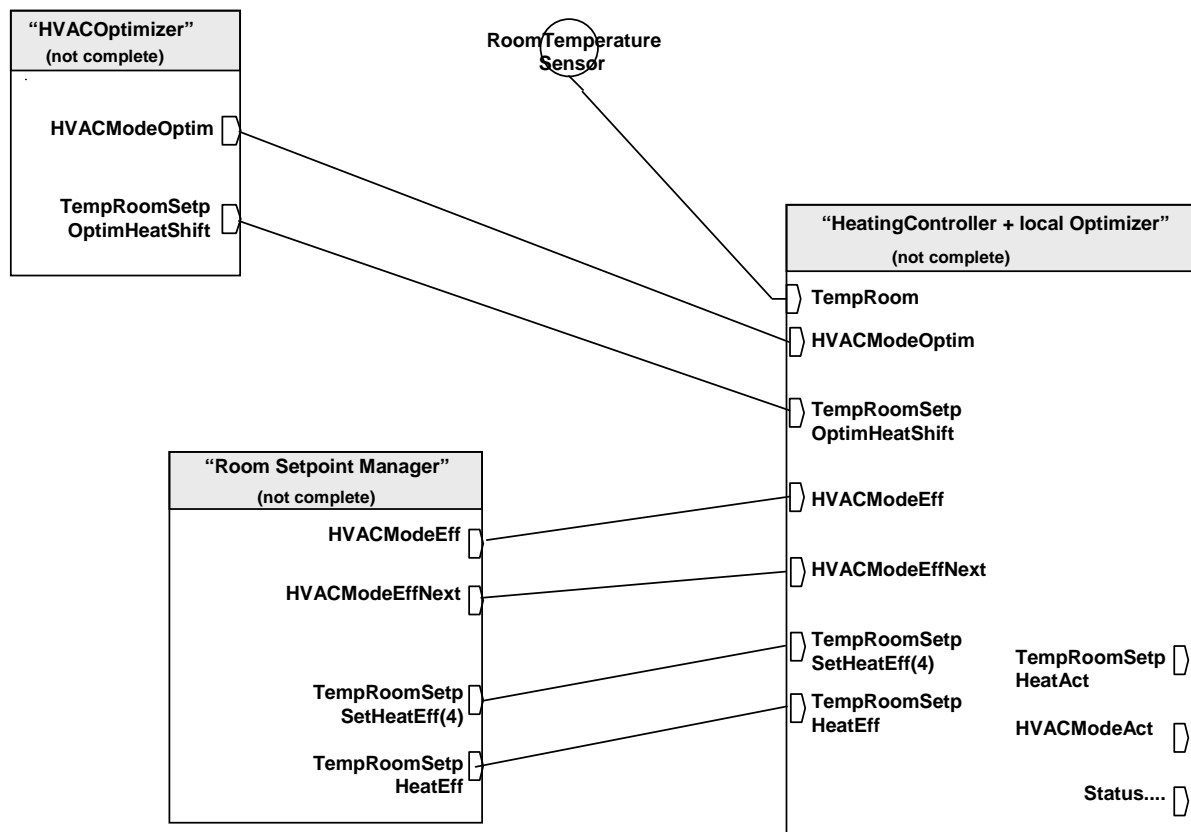 “HVACOptimizer”
(not complete)
HVACModeOptim
TempRoomSetp
OptimHeatShift
RoomTemperature
Sensor
“HeatingController + local Optimizer”
(not complete)
TempRoom
HVACModeOptim
TempRoomSetp
OptimHeatShift
HVACModeEff
HVACModeEffNext
TempRoomSetp
SetHeatEff(4)
TempRoomSetp
HeatEff
TempRoomSetp
HeatAct
HVACModeAct
Status....
“Room Setpoint Manager”
(not complete)
HVACModeEff
HVACModeEffNext
TempRoomSetp
SetHeatEff(4)
TempRoomSetp
HeatEff